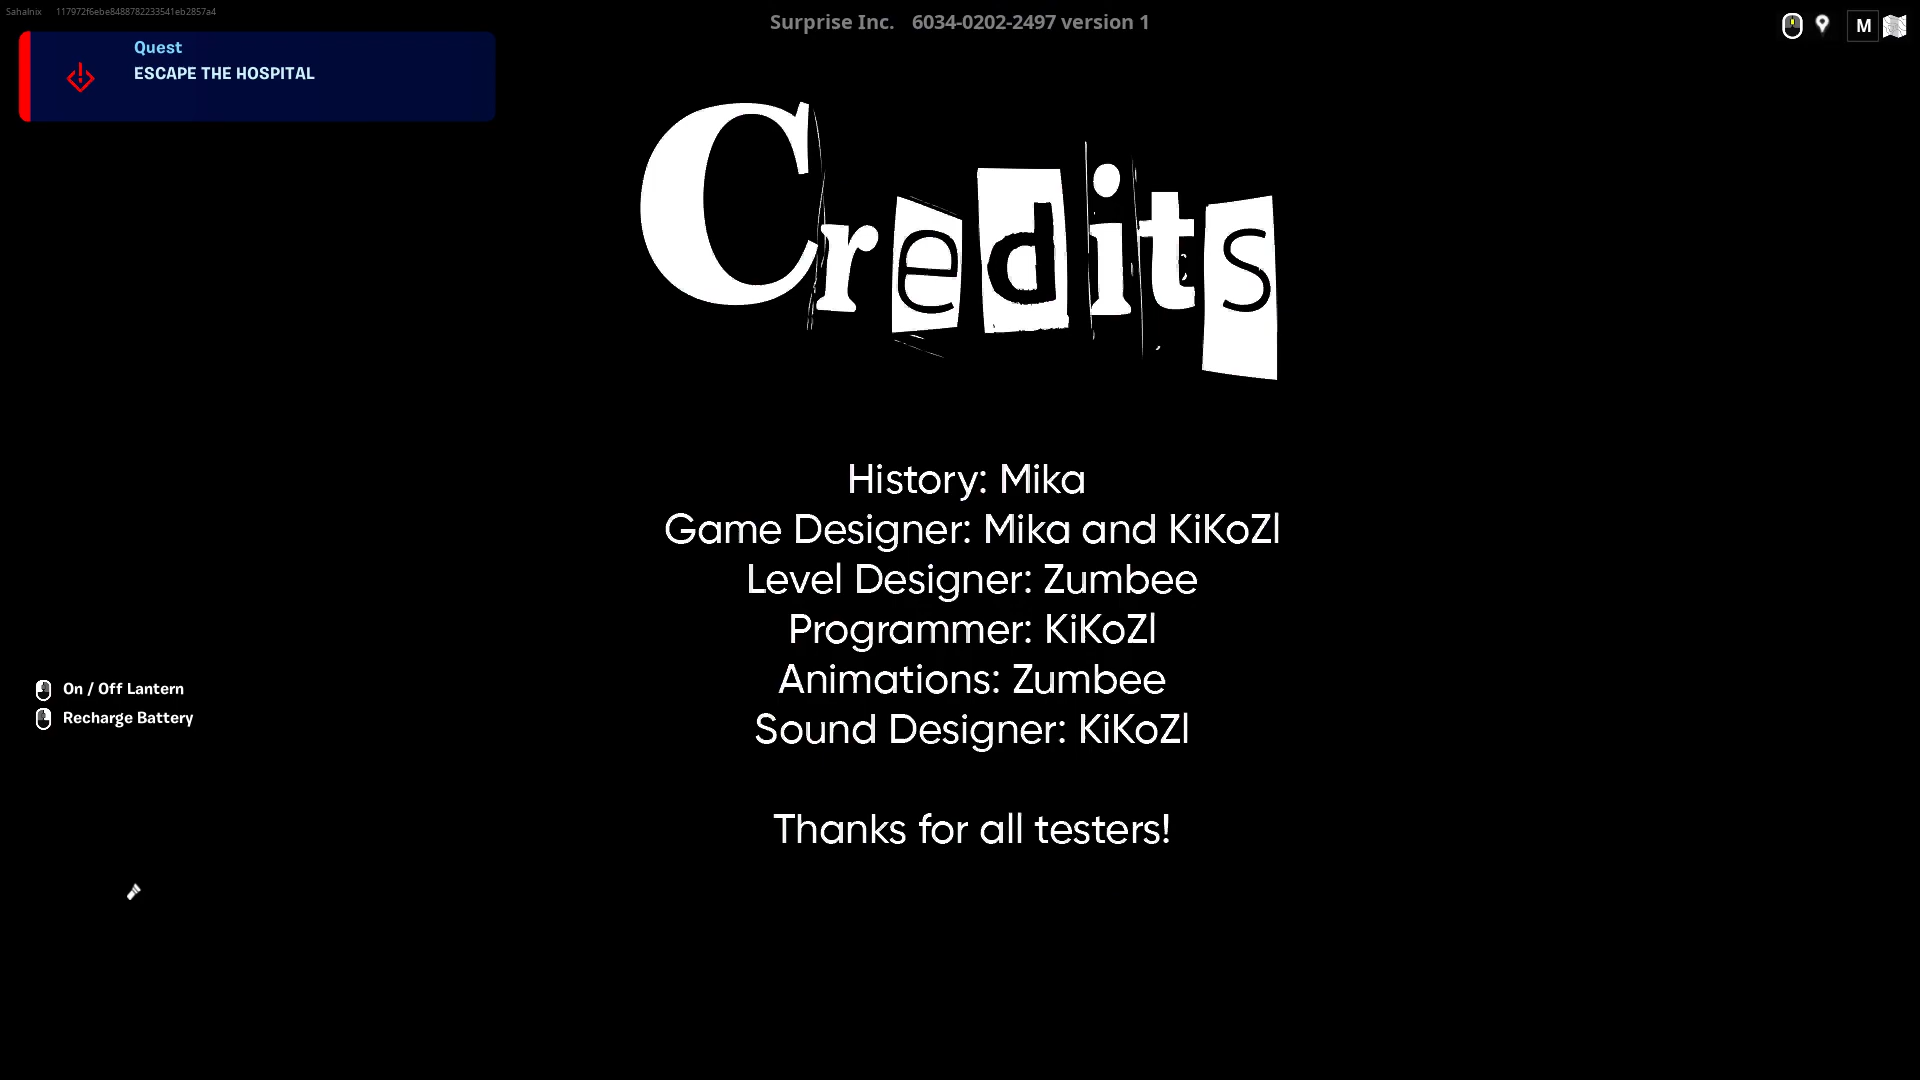 Sahalnix 117972f6ebe8488782233541eb2857a4
Surprise Inc. 6034-0202-2497 version 1
M
Quest
ESCAPE THE HOSPITAL
Credits
History: Mika
Game Designer: Mika and KiKoZl
Level Designer: Zumbee
Programmer: KiKoZl
Animations: Zumbee
Sound Designer: KiKoZl
On / Off Lantern
Recharge Battery
Thanks for all testers!